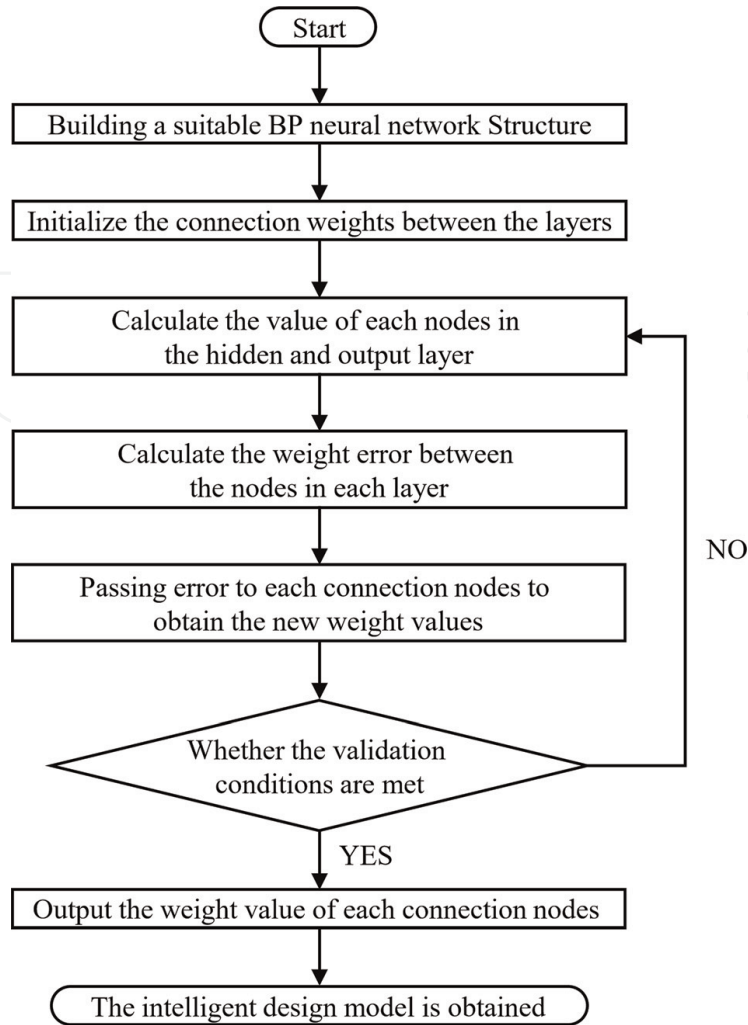 Start
Building a suitable BP neural network Structure
Initialize the connection weights between the layers
Calculate the value of each nodes in
the hidden and output layer
Calculate the weight error between
the nodes in each layer
NO
Passing error to each connection nodes to
obtain the new weight values
Whether the validation
conditions are met
YES
Output the weight value of each connection nodes
The intelligent design model is obtained